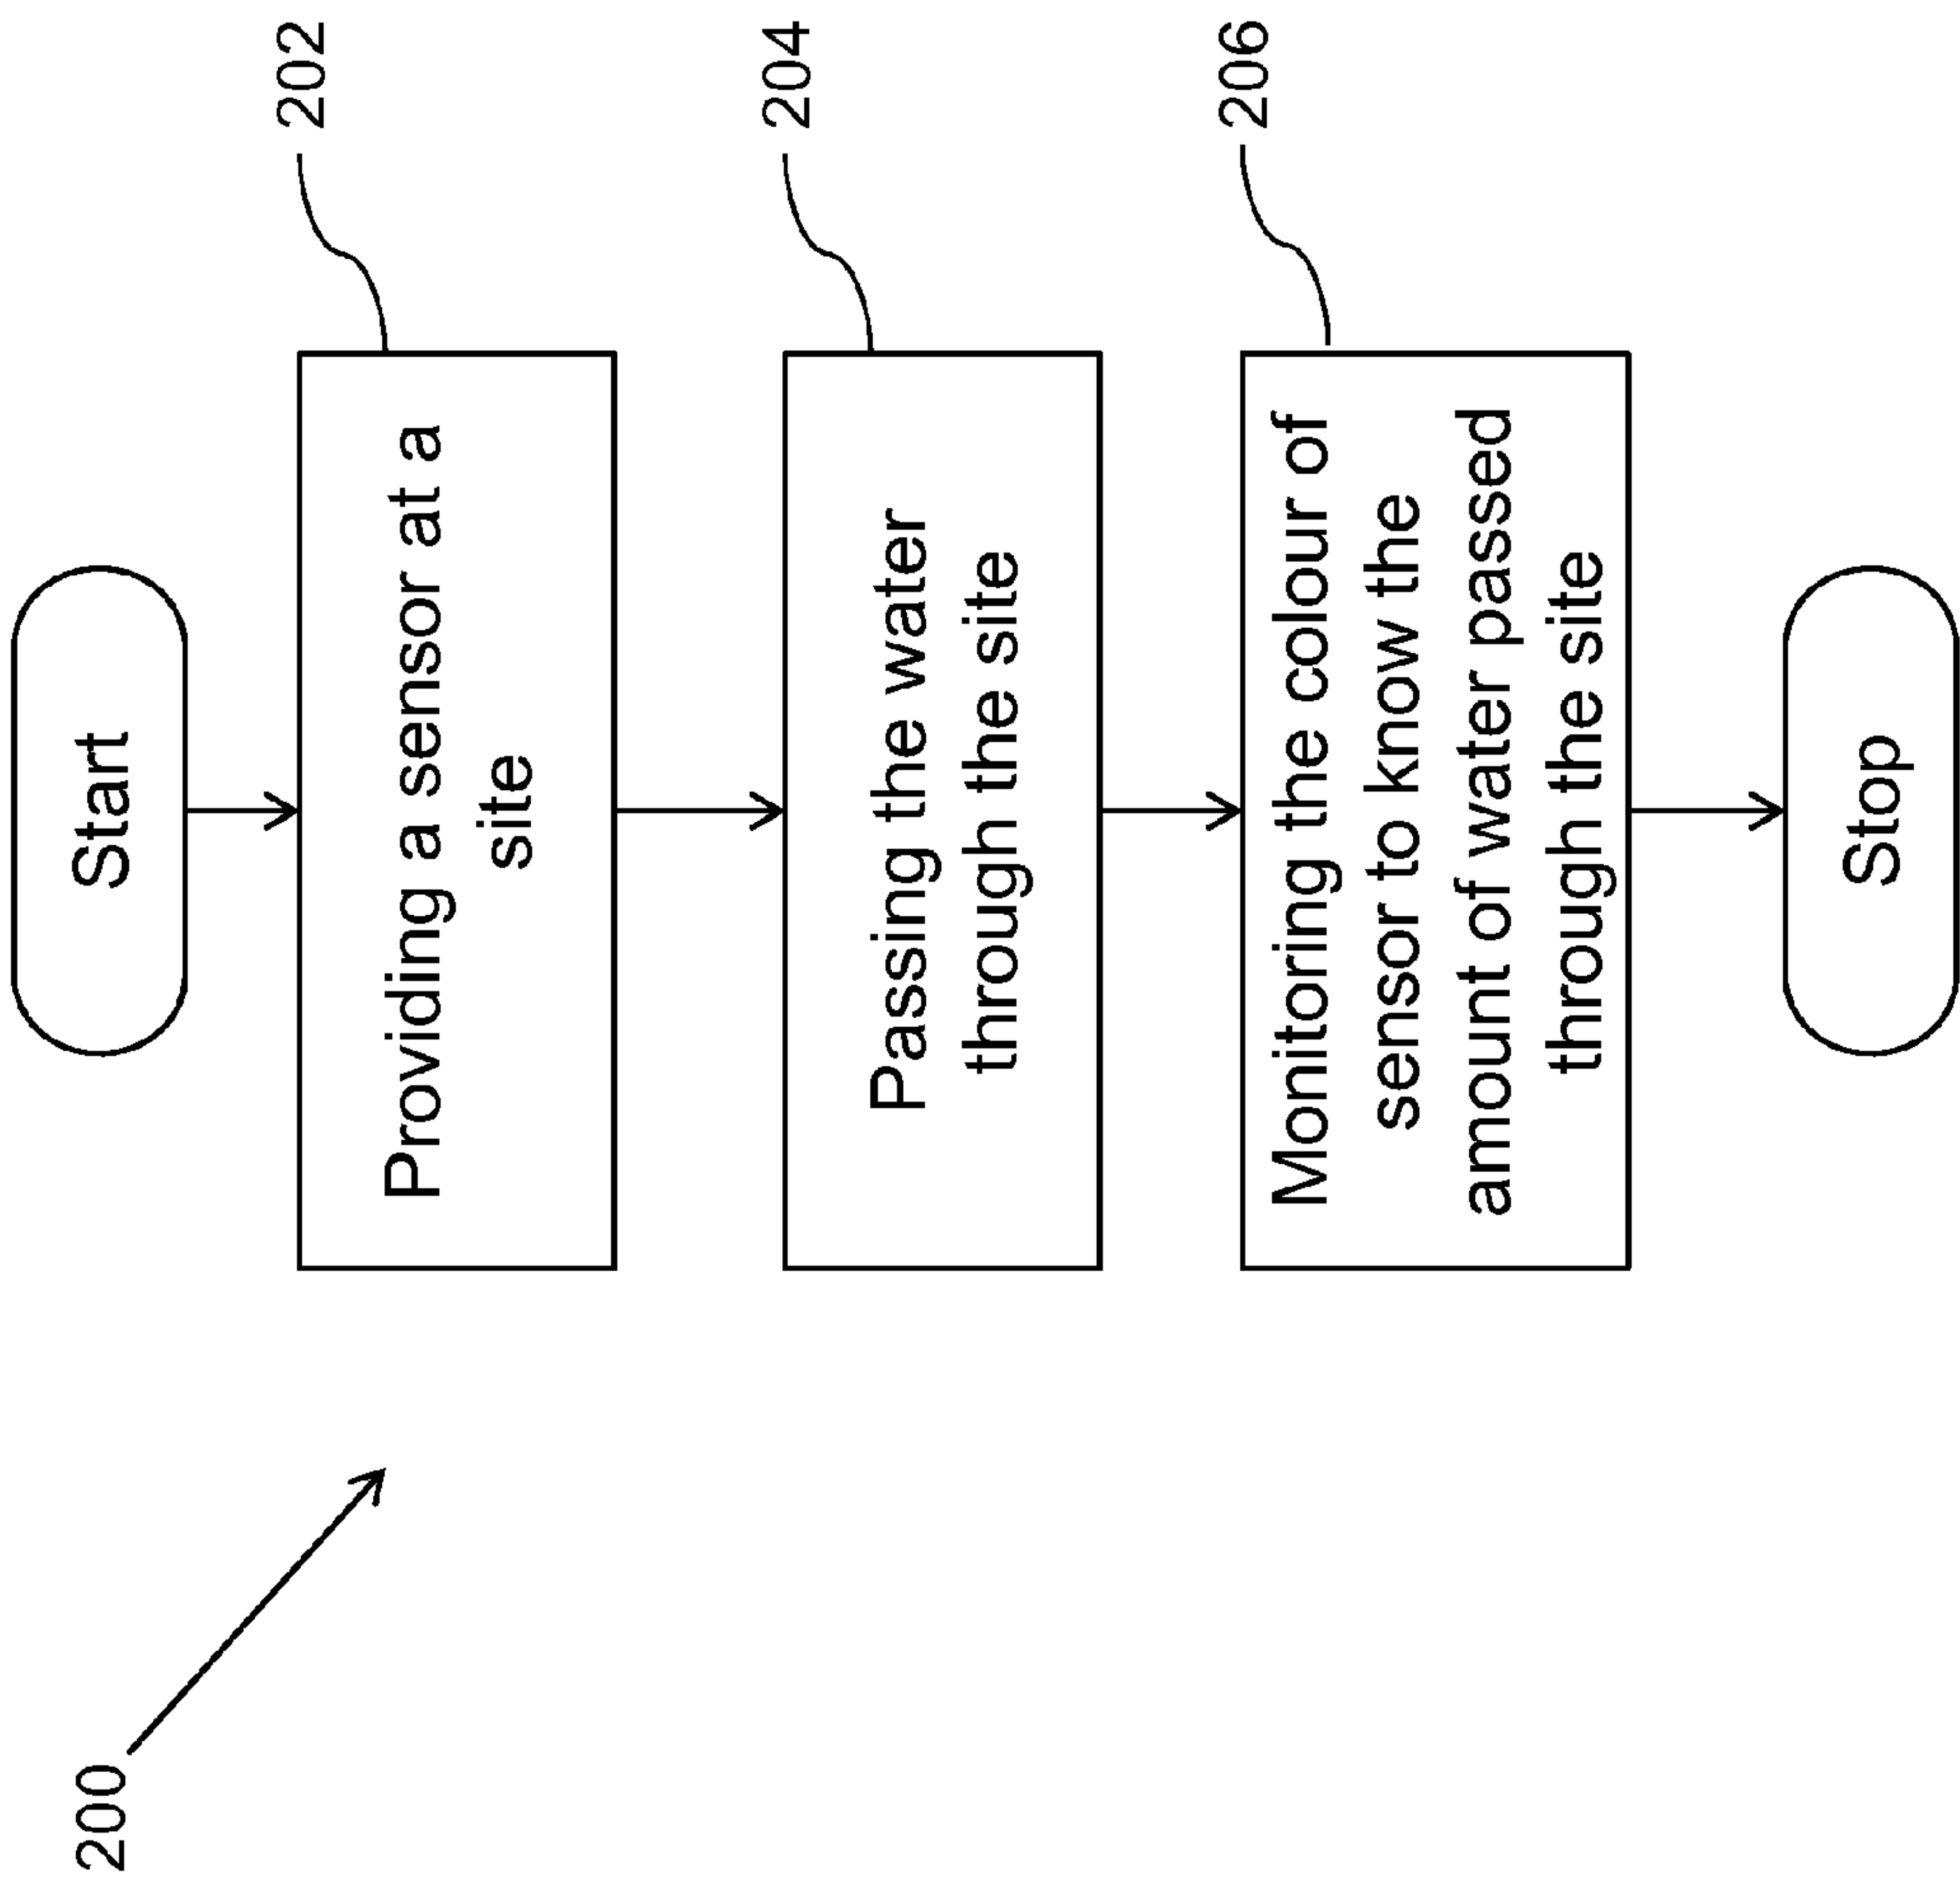 200
Start
Providing a sensor at a
site
202
Passing the water
through the site
204
Monitoring the colour of
sensor to know the
amount of water passed
through the site
206
Stop